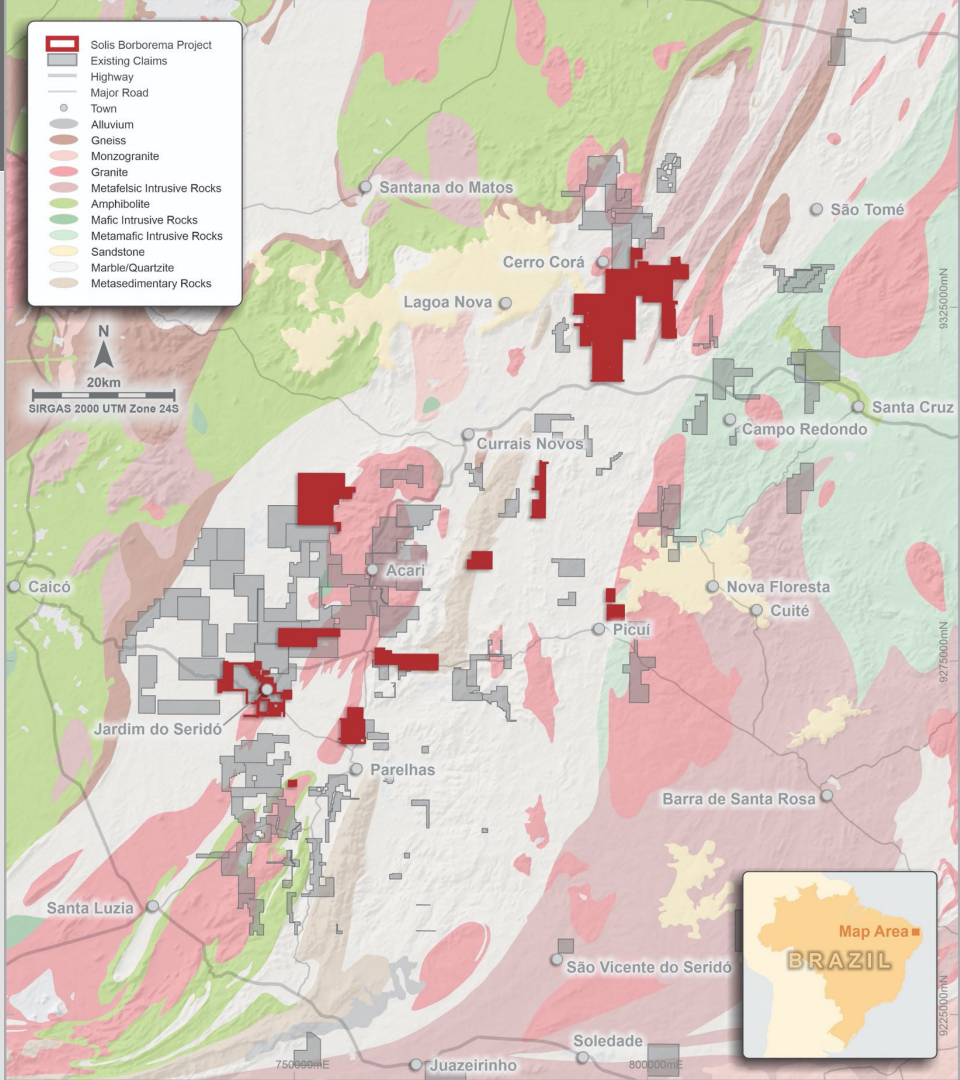 Solis Borborema Project
Existing Claims
Highway
Major Road
Town
Alluvium
Gneiss
Monzogranite
Granite
Metafelsic Intrusive Rocks
Amphibolite
Mafic Intrusive Rocks
Metamafic Intrusive Rocks
Sandstone
Marble/Quartzite
Metasedimentary Rocks
N
20km
SIRGAS 2000 UTM Zone 24S
Santana do Matos
São Tomé
Cerro Corá
Lagoa Nova
9325000mN
Santa Cruz
Campo Redondo
Currais Novos
Acari
Caicó
Nova Floresta
Cuité
Picuí
9275000mN
Jardim do Seridó
Parelhas
Barra de Santa Rosa
Santa Luzia
Map Area
BRAZIL
São Vicente do Seridó
9225000mN
Soledade
750000mE
Juazeirinho
800000mE